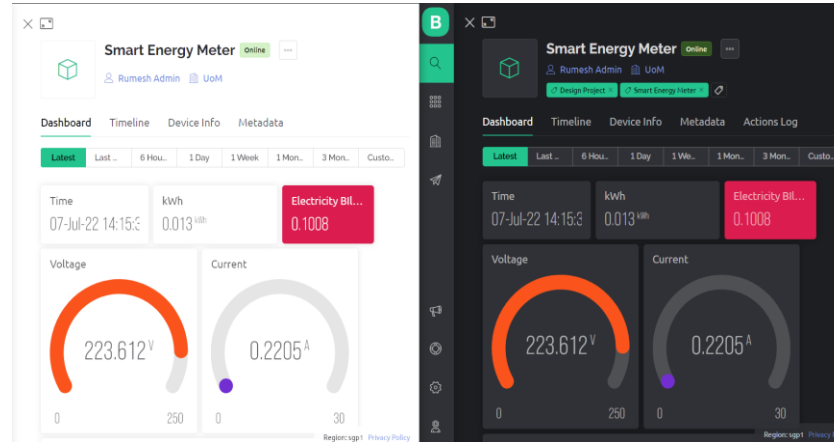 Smart Energy Meter Online ...
Rumesh Admin UoM
Dashboard Timeline Device Info Metadata
Latest Last .. 6 Hou.. 1 Day 1 Week 1 Mon.. 3 Mon.. Custo..
Time kWh Electricity BIl...
07-Jul-22 14:15:3 0.013 kWh 0.1008
Voltage Current
223.612 V 0.2205 A
0 250 0 30
Region: sgp1 Privacy Policy
B
Smart Energy Meter Online ...
Rumesh Admin UoM
Design Project × Smart Energy Meter ×
Dashboard Timeline Device Info Metadata Actions Log
Latest Last .. 6 Hou.. 1 Day 1 We.. 1 Mon.. 3 Mon.. Custo..
Time kWh Electricity BIl...
07-Jul-22 14:15:3 0.013 kWh 0.1008
Voltage Current
223.612 V 0.2205 A
0 250 0 30
Region: sgp1 Privacy